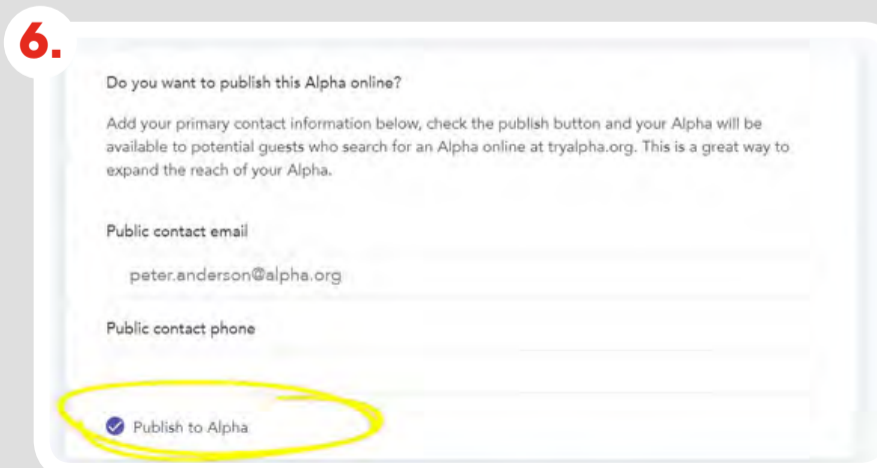 6.
Do you want to publish this Alpha online?
Add your primary contact information below, check the publish button and your Alpha will be
available to potential guests who search for an Alpha online at tryalpha.org. This is a great way to
expand the reach of your Alpha.
Public contact email
peter.anderson@alpha.org
Public contact phone
Publish to Alpha